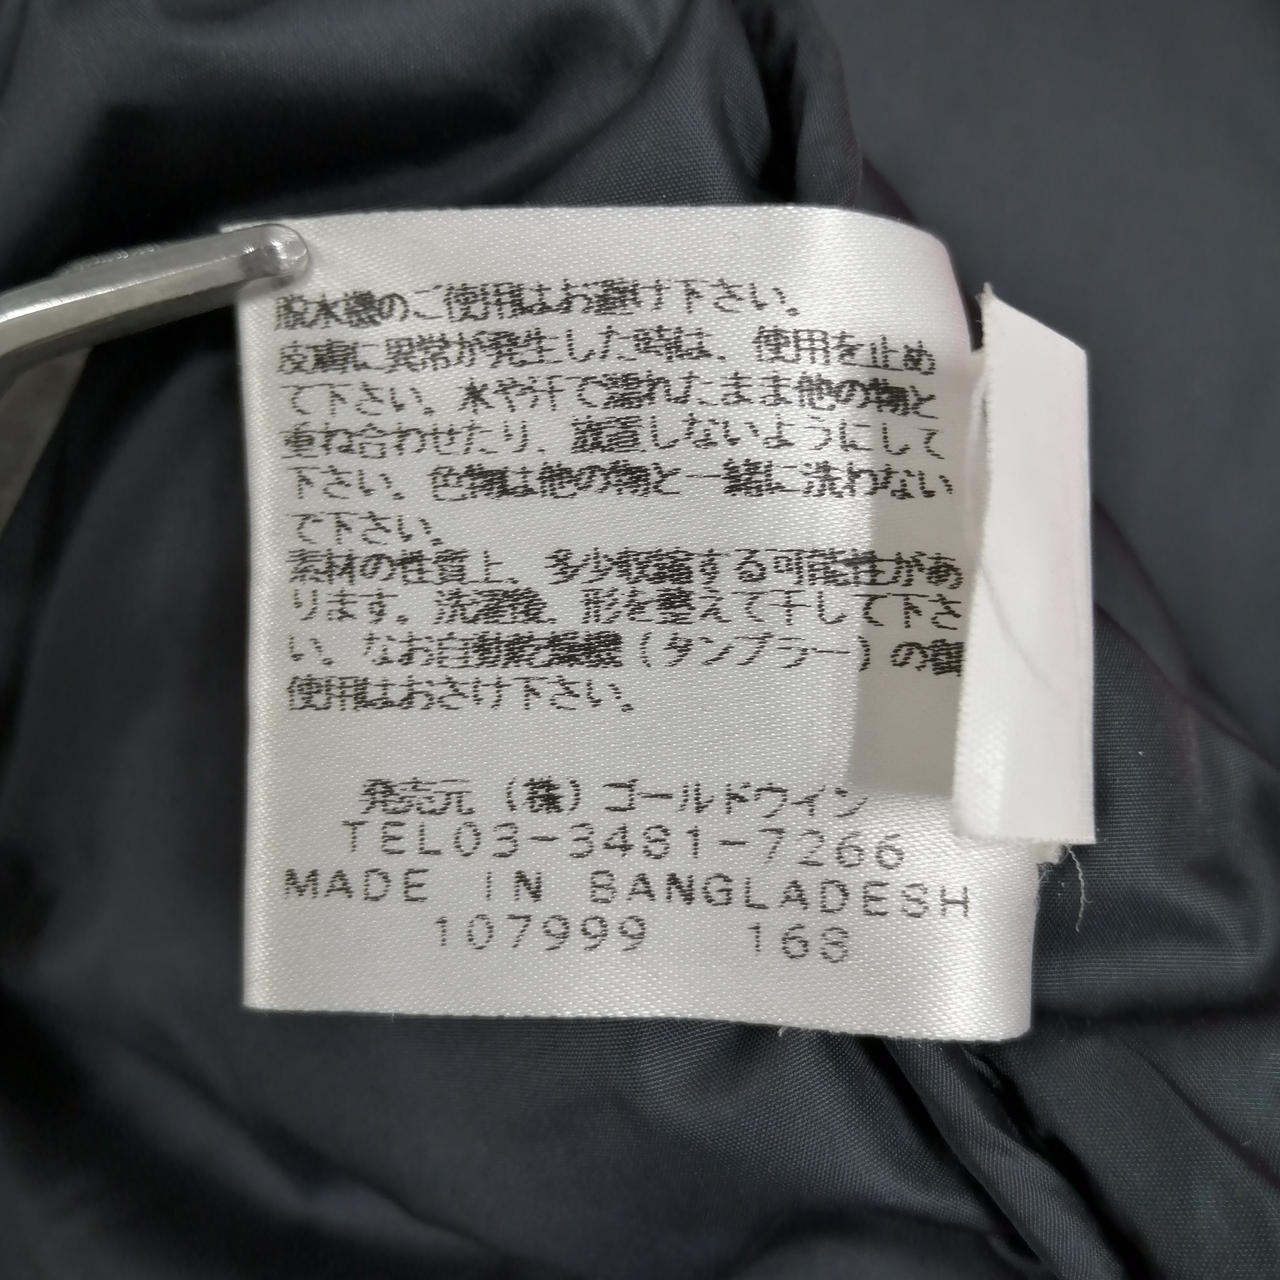 脱水機のご使用はお避け下さい。
皮膚に異常が発生した時は、使用を止め
て下さい。水や汗で濡れたまま他の物と
重ね合わせたり、放置しないようにして
下さい。色物は他の物と一緒に洗わない
で下さい。
素材の性質上、多少収縮する可能性があ
ります。洗濯後、形を整えて干して下さ
い。なお自動乾燥機(タンブラー)の御
使用はおさけ下さい。
発売元(株)ゴールドウイン
TEL03-3481-7266
MADE IN BANGLADESH
107999 168